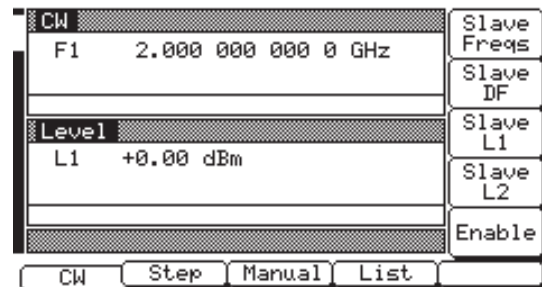 CW
F1 2.000 000 000 0 GHz
Level
L1 +0.00 dBm
Slave
Freqs
Slave
DF
Slave
L1
Slave
L2
Enable
CW Step Manual List